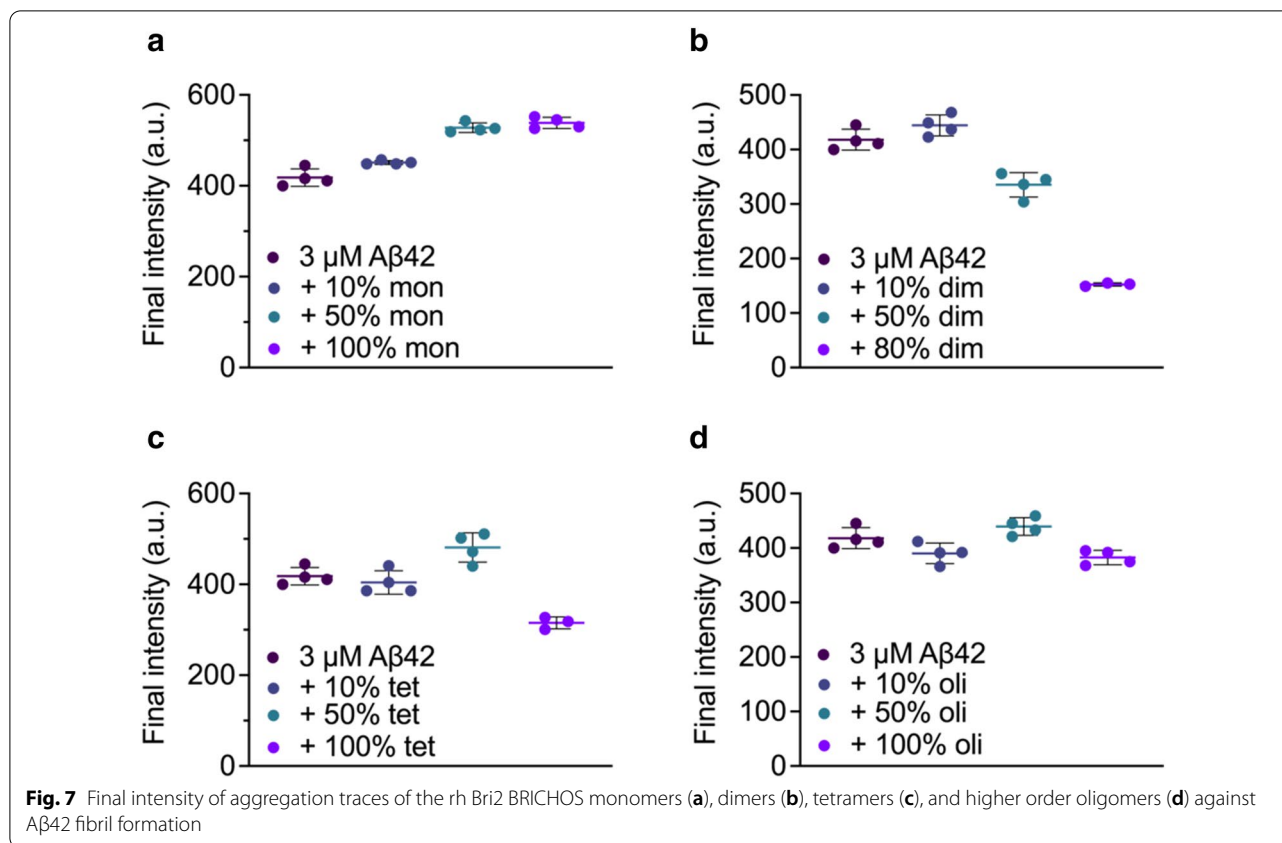 a
Final intensity (a.u.)
600
400
200
0
3 μM Aβ42
+ 10% mon
+ 50% mon
+ 100% mon
b
Final intensity (a.u.)
500
400
300
200
100
0
3 μM Aβ42
+ 10% dim
+ 50% dim
+ 80% dim
c
Final intensity (a.u.)
600
400
200
0
3 μM Aβ42
+ 10% tet
+ 50% tet
+ 100% tet
d
Final intensity (a.u.)
500
400
300
200
100
0
3 μM Aβ42
+ 10% oli
+ 50% oli
+ 100% oli
Fig. 7 Final intensity of aggregation traces of the rh Bri2 BRICHOS monomers (a), dimers (b), tetramers (c), and higher order oligomers (d) against
Aβ42 fibril formation